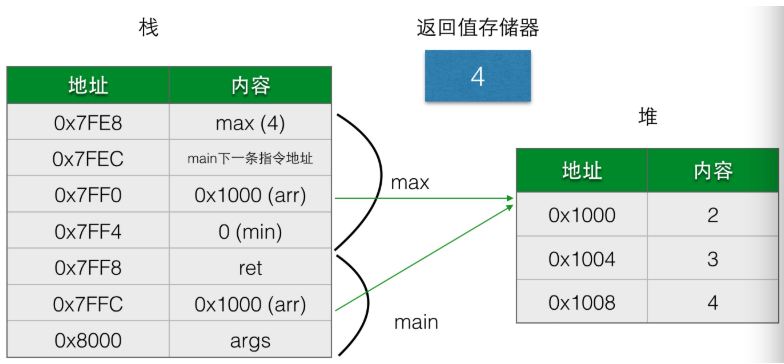 栈
返回值存储器
4
堆
地址 内容
0x7FE8 max (4)
0x7FEC main下一条指令地址
0x7FF0 0x1000 (arr)
0x7FF4 0 (min)
0x7FF8 ret
0x7FFC 0x1000 (arr)
0x8000 args
max
main
地址 内容
0x1000 2
0x1004 3
0x1008 4